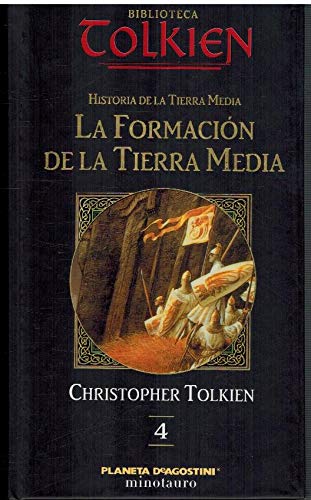 BIBLIOTECA
TOLKIEN
HISTORIA DE LA TIERRA MEDIA
LA FORMACIÓN
DE LA TIERRA MEDIA
CHRISTOPHER TOLKIEN
4
PLANETA DEAGOSTINI
minotauro